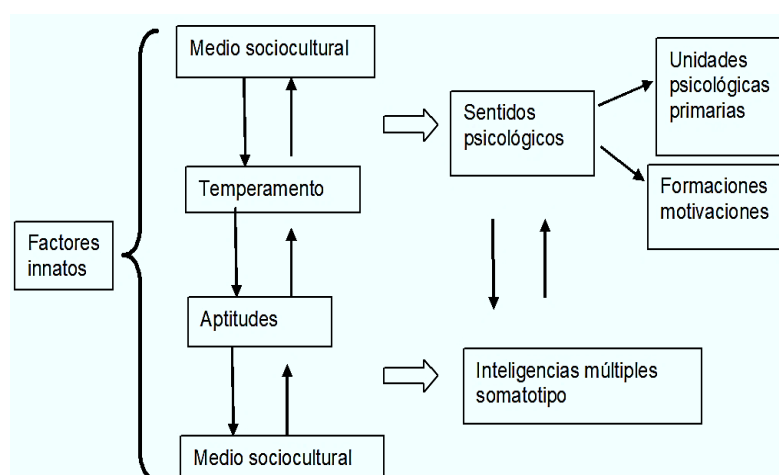 Medio sociocultural
Unidades
psicológicas
primarias
Sentidos
psicológicos
Temperamento
Formaciones
motivaciones
Factores
innatos
Aptitudes
Inteligencias múltiples
somatotipo
Medio sociocultural